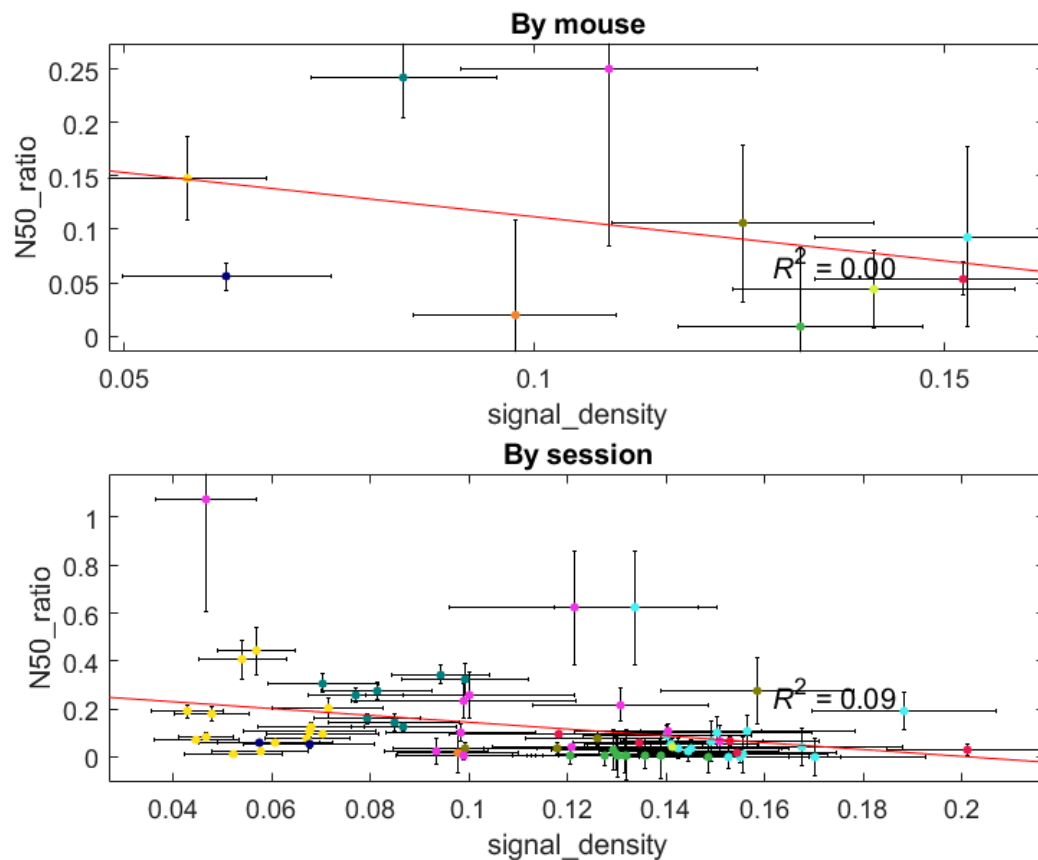 By mouse
0.25
0.2
0.15
0.1
0.05
0
N50_ratio
R² = 0.00
0.05 0.1 0.15
signal_density
By session
1
0.8
0.6
0.4
0.2
0
N50_ratio
R² = 0.09
0.04 0.06 0.08 0.1 0.12 0.14 0.16 0.18 0.2
signal_density